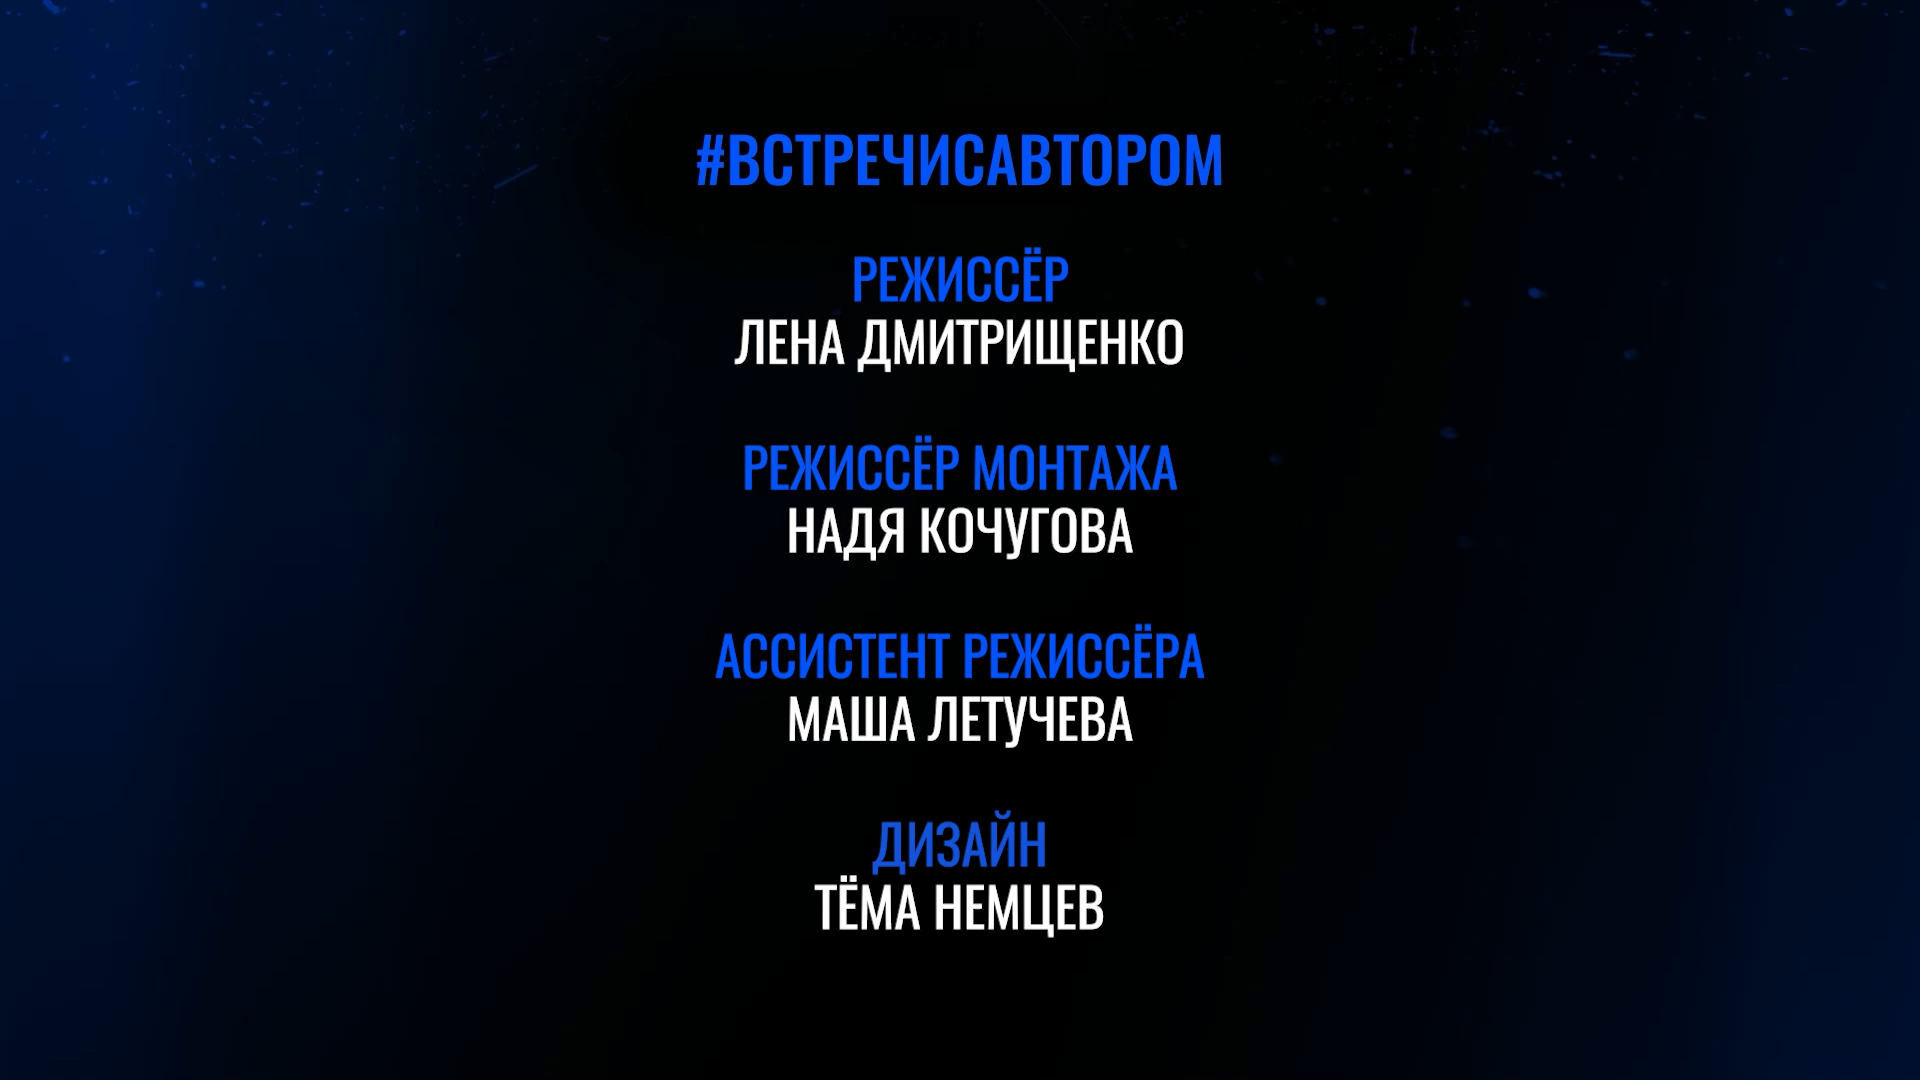 #ВСТРЕЧИСАВТОРОМ
РЕЖИССЁР
ЛЕНА ДМИТРИЩЕНКО
РЕЖИССЁР МОНТАЖА
НАДЯ КОЧУГОВА
АССИСТЕНТ РЕЖИССЁРА
МАША ЛЕТУЧЕВА
ДИЗАЙН
ТЁМА НЕМЦЕВ